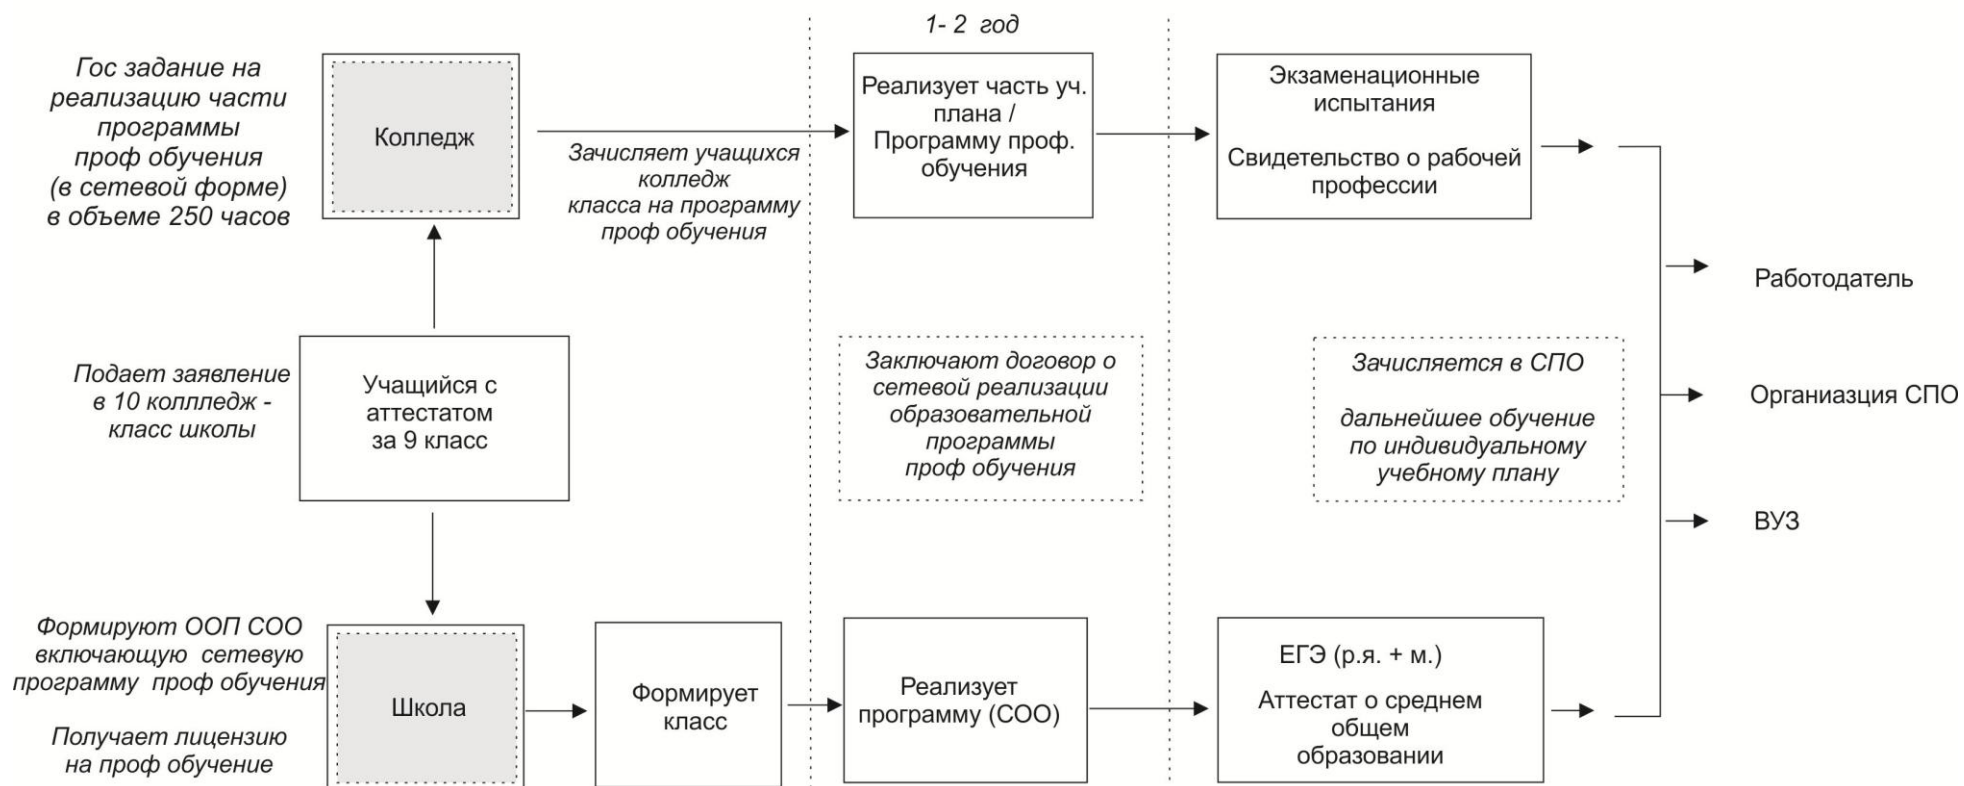 1- 2 год
Гос задание на
реализацию части
программы
проф обучения
(в сетевой форме)
в объеме 250 часов
Колледж
Зачисляет учащихся
колледж
класса на программу
проф обучения
Реализует часть уч.
плана /
Программу проф.
обучения
Экзаменационные
испытания
Свидетельство о рабочей
профессии
Работодатель
Подает заявление
в 10 коллледж -
класс школы
Учащийся с
аттестатом
за 9 класс
Заключают договор о
сетевой реализации
образовательной
программы
проф обучения
Зачисляется в СПО
дальнейшее обучение
по индивидуальному
учебному плану
Органиазция СПО
ВУЗ
Формируют ООП СОО
включающую сетевую
программу проф обучения
Получает лицензию
на проф обучение
Школа
Формирует
класс
Реализует
программу (СОО)
ЕГЭ (р.я. + м.)
Аттестат о среднем
общем
образовании